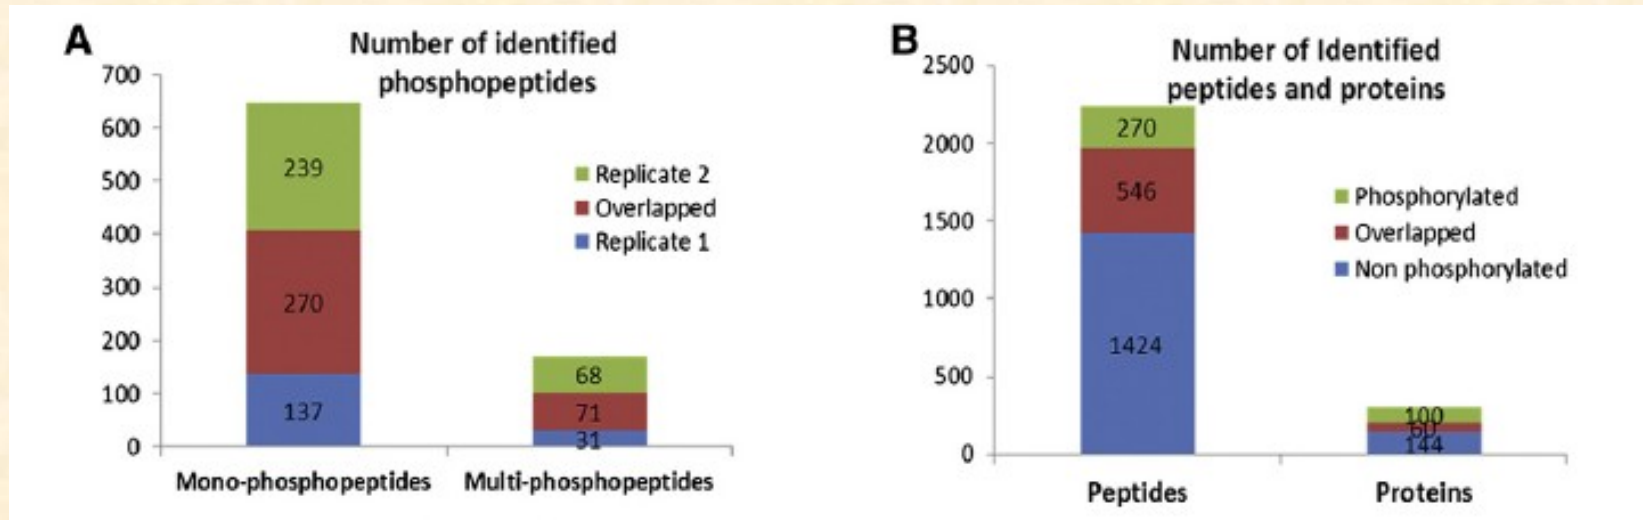 A
Number of identified
phosphopeptides
700
600
500
400
300
200
100
0
239
270
137
68
71
31
Replicate 2
Overlapped
Replicate 1
Mono-phosphopeptides
Multi-phosphopeptides
B
Number of Identified
peptides and proteins
2500
2000
1500
1000
500
0
270
546
1424
100
60
144
Phosphorylated
Overlapped
Non phosphorylated
Peptides
Proteins